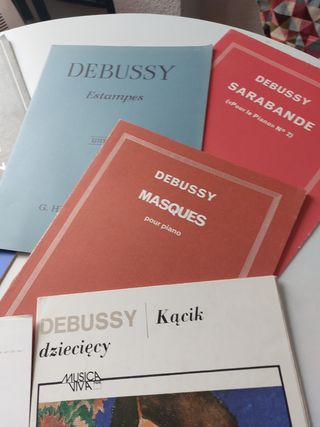 DEBUSSY
Estampes
G. H
DEBUSSY
SARABANDE
(«Pour le Piano» Nº 2)
DEBUSSY
MASQUES
pour piano
DEBUSSY | Kącik
dziecięcy
MUSICA
VIVA